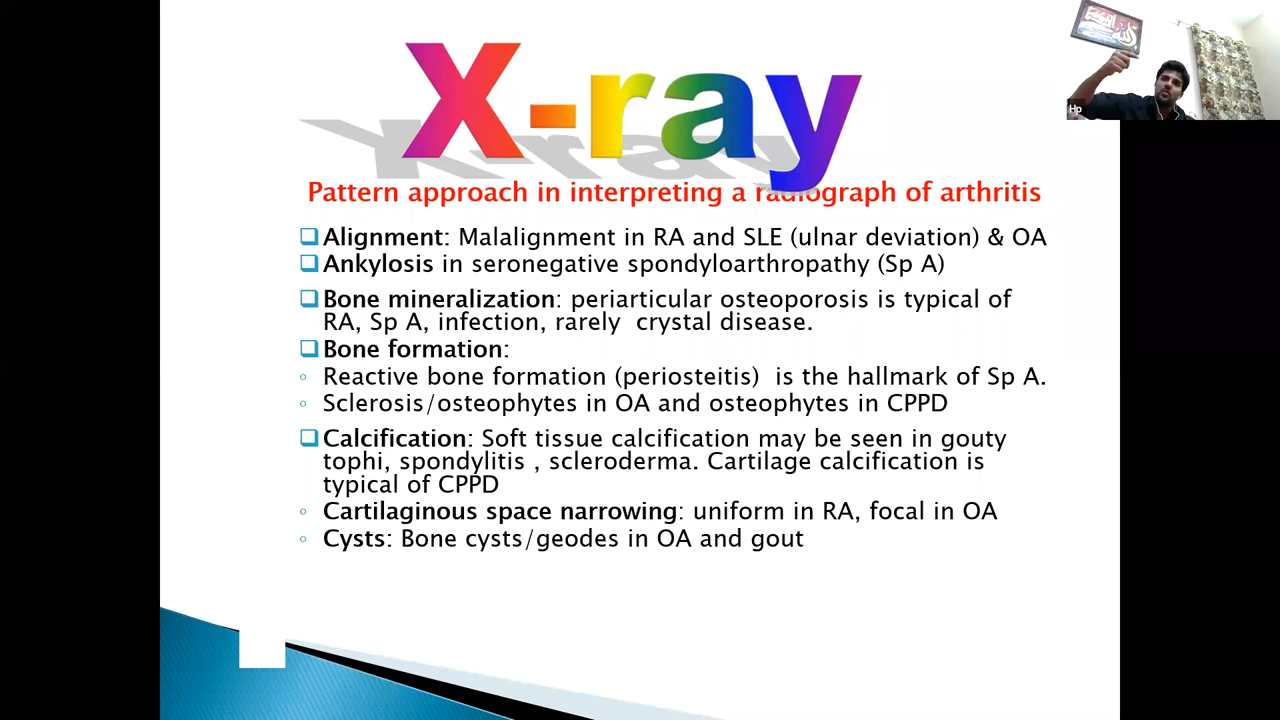 X-ray
Pattern approach in interpreting a radiograph of arthritis
Alignment: Malalignment in RA and SLE (ulnar deviation) & OA
Ankylosis in seronegative spondyloarthropathy (Sp A)
Bone mineralization: periarticular osteoporosis is typical of
RA, Sp A, infection, rarely crystal disease.
Bone formation:
Reactive bone formation (periosteitis) is the hallmark of Sp A.
Sclerosis/osteophytes in OA and osteophytes in CPPD
Calcification: Soft tissue calcification may be seen in gouty
tophi, spondylitis , scleroderma. Cartilage calcification is
typical of CPPD
Cartilaginous space narrowing: uniform in RA, focal in OA
Cysts: Bone cysts/geodes in OA and gout
Hp